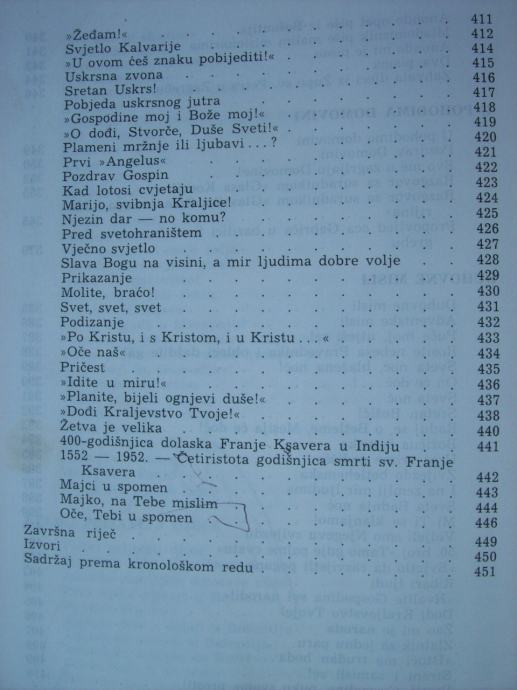 »Žeđam!« . . . 411
Svjetlo Kalvarije . . . 412
»U ovom ćeš znaku pobijediti!« . . . 414
Uskrsna zvona . . . 415
Sretan Uskrs! . . . 416
Pobjeda uskrsnog jutra . . . 417
»Gospodine moj i Bože moj!« . . . 418
»O dođi, Stvorče, Duše Sveti!« . . . 419
Plameni mržnje ili ljubavi . . . ? . . . 420
Prvi »Angelus« . . . 421
Pozdrav Gospin . . . 422
Kad lotosi cvjetaju . . . 423
Marijo, svibnja Kraljice! . . . 424
Njezin dar — no komu? . . . 425
Pred svetohraništem . . . 426
Vječno svjetlo . . . 427
Slava Bogu na visini, a mir ljudima dobre volje . . . 428
Prikazanje . . . 429
Molite, braćo! . . . 430
Svet, svet, svet . . . 431
Podizanje . . . 432
»Po Kristu, i s Kristom, i u Kristu . . . « . . . 433
»Oče naš« . . . 434
Pričest . . . 435
»Idite u miru!« . . . 436
»Planite, bijeli ognjevi duše!« . . . 437
»Dođi Kraljevstvo Tvoje!« . . . 438
Žetva je velika . . . 440
400-godišnjica dolaska Franje Ksavera u Indiju . . . 441
1552 — 1952. — Četiristota godišnjica smrti sv. Franje
Ksavera . . . 442
Majci u spomen . . . 443
Majko, na Tebe mislim . . . 444
Oče, Tebi u spomen . . . 446
Završna riječ . . . 449
Izvori . . . 450
Sadržaj prema kronološkom redu . . . 451